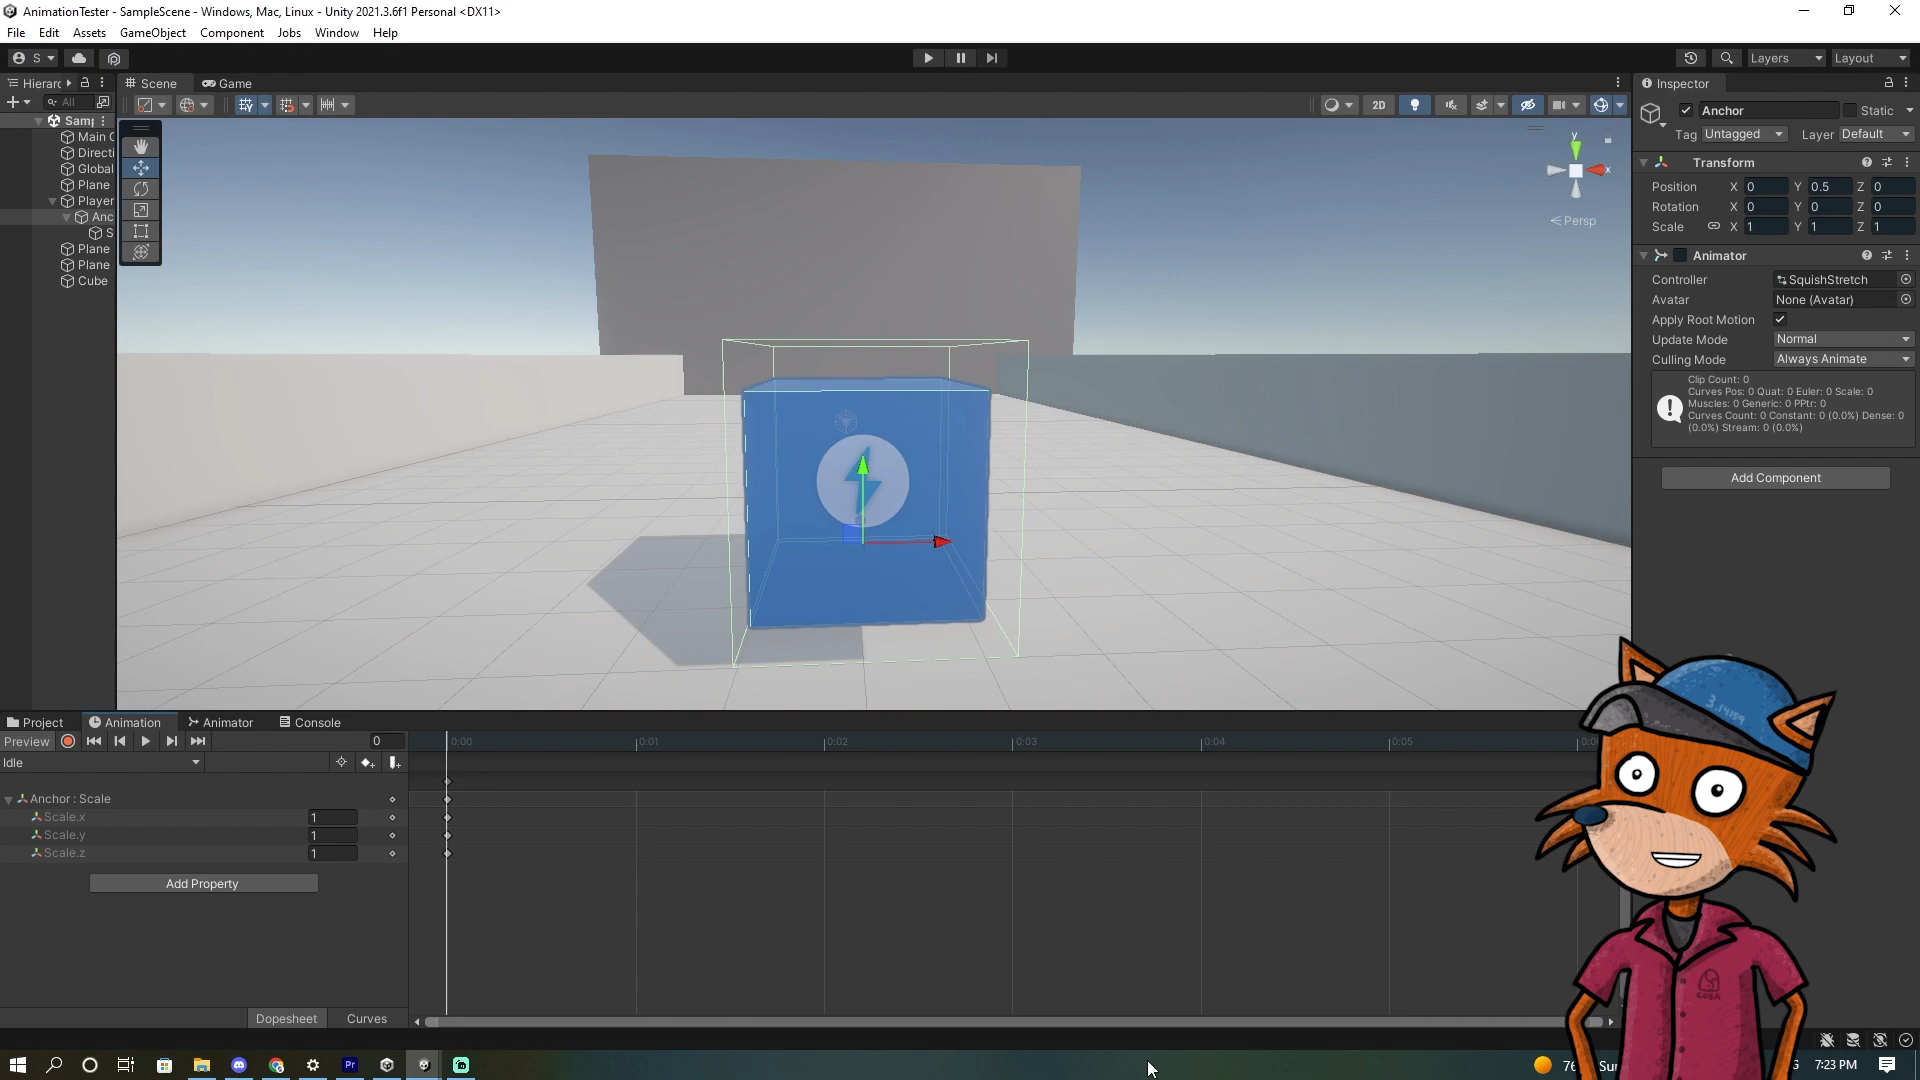 AnimationTester - SampleScene - Windows, Mac, Linux - Unity 2021.3.6f1 Personal <DX11>
File Edit Assets GameObject Component Jobs Window Help
S Layers Layout
Hierarc Scene Game Inspector
All 2D Anchor Static
Tag Untagged Layer Default
Samp
Main C
Directi
Global
Plane
Player
Anc
S
Plane
Plane
Cube
y
x
Persp
Transform
Position X 0 Y 0.5 Z 0
Rotation X 0 Y 0 Z 0
Scale X 1 Y 1 Z 1
Animator
Controller SquishStretch
Avatar None (Avatar)
Apply Root Motion
Update Mode Normal
Culling Mode Always Animate
Clip Count: 0
Curves Pos: 0 Quat: 0 Euler: 0 Scale: 0
Muscles: 0 Generic: 0 PPtr: 0
Curves Count: 0 Constant: 0 (0.0%) Dense: 0
(0.0%) Stream: 0 (0.0%)
Add Component
Project Animation Animator Console
Preview 0 0:00 0:01 0:02 0:03 0:04 0:05
Idle
Anchor : Scale
Scale.x 1
Scale.y 1
Scale.z 1
Add Property
Dopesheet Curves
3.14159
Pr
7:23 PM